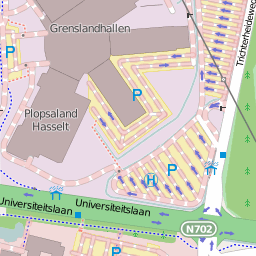 Grenslandhallen
P
P
Trichterheideweg
Plopsaland
Hasselt
P
H
Universiteitslaan
Universiteitslaan
N702